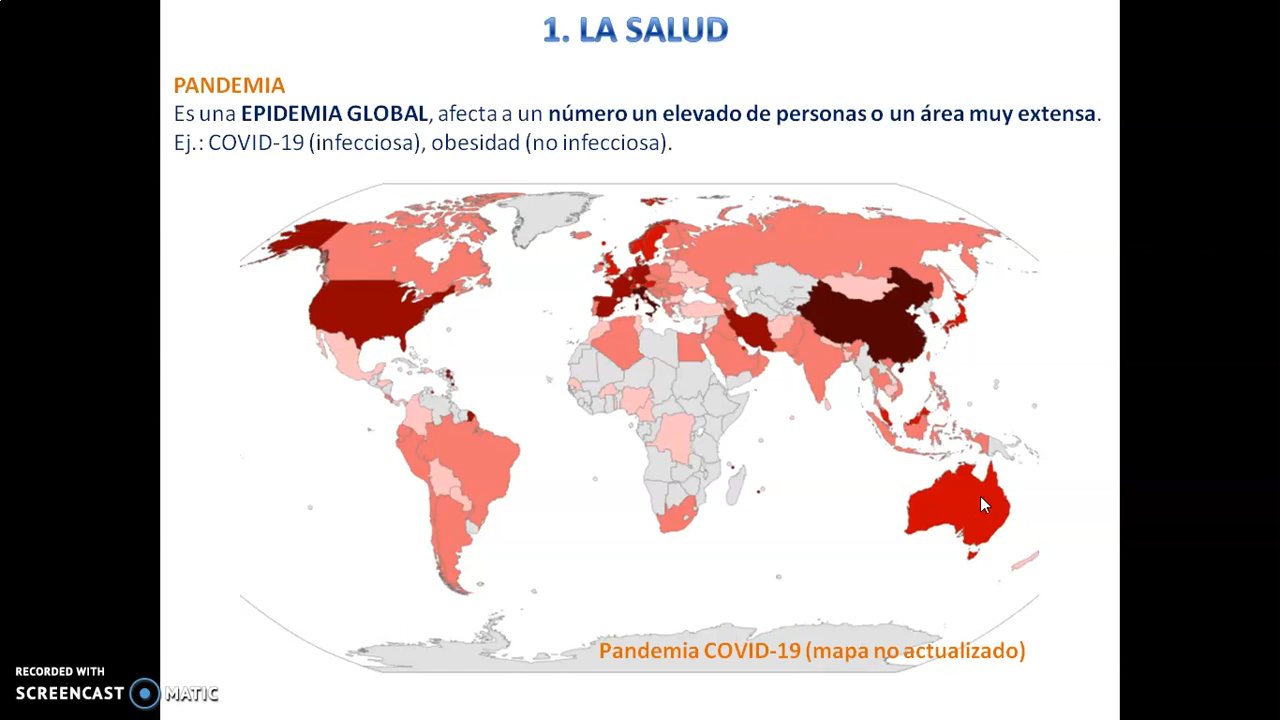 1. LA SALUD
PANDEMIA
Es una EPIDEMIA GLOBAL, afecta a un número un elevado de personas o un área muy extensa.
Ej.: COVID-19 (infecciosa), obesidad (no infecciosa).
Pandemia COVID-19 (mapa no actualizado)
RECORDED WITH
SCREENCAST MATIC